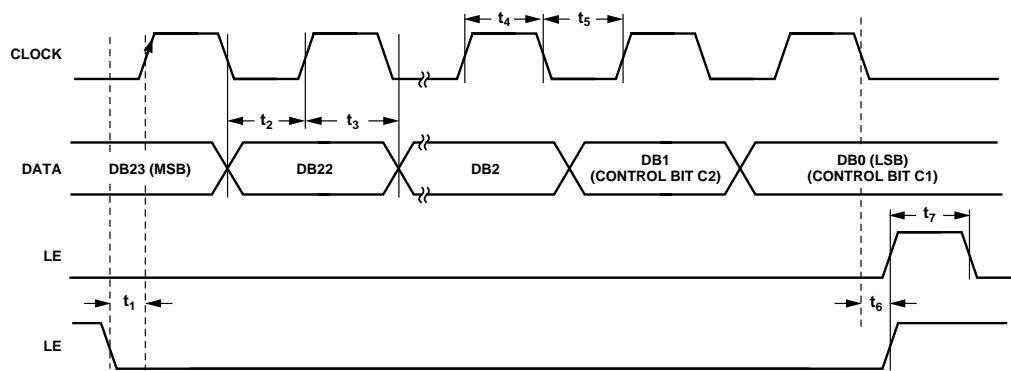 t4 t5
CLOCK
t2 t3
DATA
DB23 (MSB)
DB22
DB2
DB1
(CONTROL BIT C2)
DB0 (LSB)
(CONTROL BIT C1)
t7
LE
t1
t6
LE